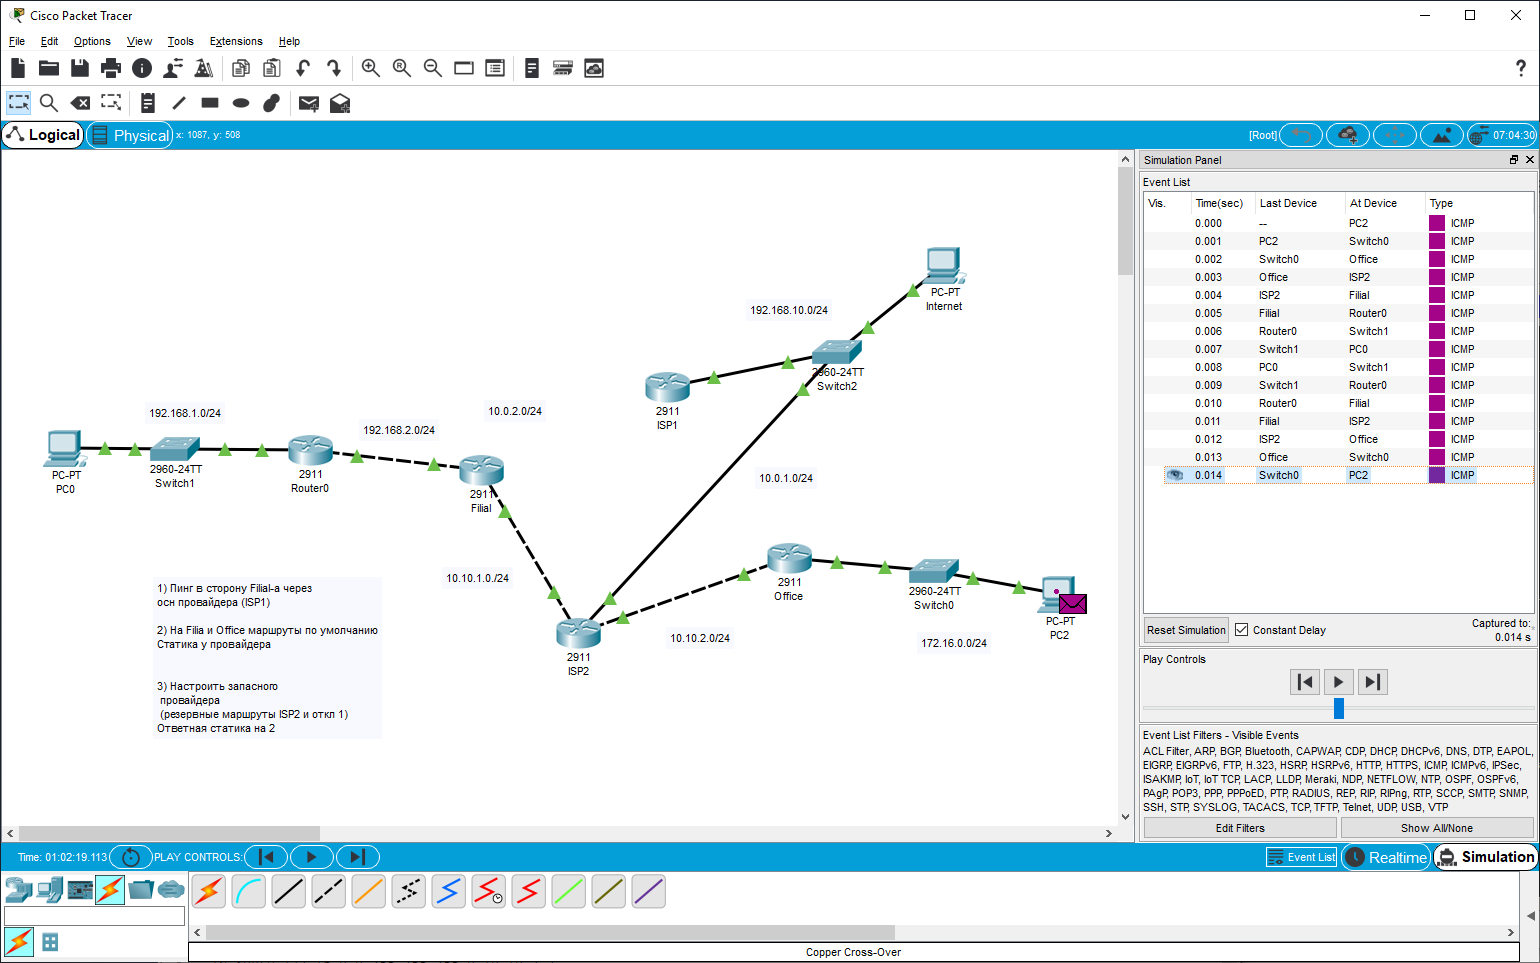 Cisco Packet Tracer
File Edit Options View Tools Extensions Help
?
Logical Physical x: 1087, y: 508 [Root] 07:04:30
Simulation Panel
Event List
Vis. Time(sec) Last Device At Device Type
0.000 -- PC2 ICMP
0.001 PC2 Switch0 ICMP
0.002 Switch0 Office ICMP
0.003 Office ISP2 ICMP
0.004 ISP2 Filial ICMP
0.005 Filial Router0 ICMP
0.006 Router0 Switch1 ICMP
0.007 Switch1 PC0 ICMP
0.008 PC0 Switch1 ICMP
0.009 Switch1 Router0 ICMP
0.010 Router0 Filial ICMP
0.011 Filial ISP2 ICMP
0.012 ISP2 Office ICMP
0.013 Office Switch0 ICMP
0.014 Switch0 PC2 ICMP
Reset Simulation Constant Delay Captured to:
0.014 s
Play Controls
Event List Filters - Visible Events
ACL Filter, ARP, BGP, Bluetooth, CAPWAP, CDP, DHCP, DHCPv6, DNS, DTP, EAPOL,
EIGRP, EIGRPv6, FTP, H.323, HSRP, HSRPv6, HTTP, HTTPS, ICMP, ICMPv6, IPSec,
ISAKMP, IoT, IoT TCP, LACP, LLDP, Meraki, NDP, NETFLOW, NTP, OSPF, OSPFv6,
PAgP, POP3, PPP, PPPoED, PTP, RADIUS, REP, RIP, RIPng, RTP, SCCP, SMTP, SNMP,
SSH, STP, SYSLOG, TACACS, TCP, TFTP, Telnet, UDP, USB, VTP
Edit Filters Show All/None
PC-PT
Internet
192.168.10.0/24
2960-24TT
Switch2
2911
ISP1
10.0.2.0/24
192.168.1.0/24
192.168.2.0/24
PC-PT
PC0
2960-24TT
Switch1
2911
Router0
2911
Filial
10.0.1.0/24
10.10.1.0./24
2911
Office
2960-24TT
Switch0
PC-PT
PC2
10.10.2.0/24
172.16.0.0/24
2911
ISP2
1) Пинг в сторону Filial-а через
осн провайдера (ISP1)
2) На Filia и Office маршруты по умолчанию
Статика у провайдера
3) Настроить запасного
провайдера
(резервные маршруты ISP2 и откл 1)
Ответная статика на 2
Time: 01:02:19.113 PLAY CONTROLS: Event List Realtime Simulation
Copper Cross-Over